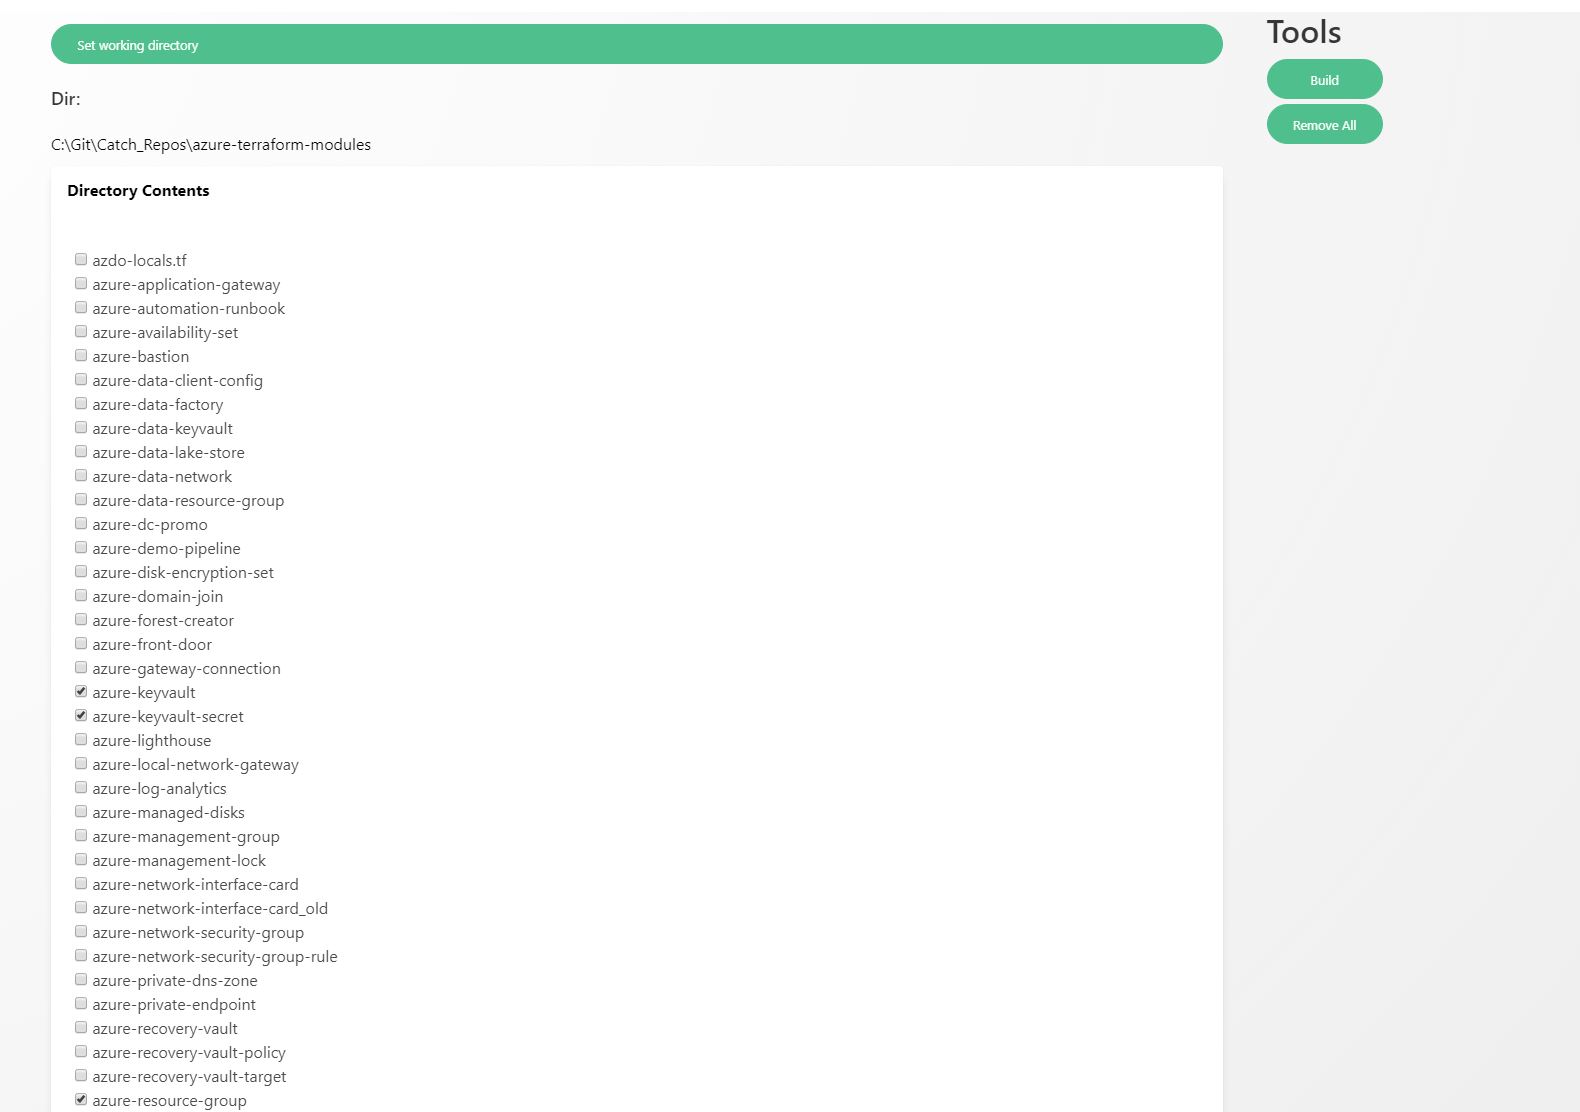 Set working directory
Dir:
C:\Git\Catch_Repos\azure-terraform-modules
Directory Contents
azdo-locals.tf
azure-application-gateway
azure-automation-runbook
azure-availability-set
azure-bastion
azure-data-client-config
azure-data-factory
azure-data-keyvault
azure-data-lake-store
azure-data-network
azure-data-resource-group
azure-dc-promo
azure-demo-pipeline
azure-disk-encryption-set
azure-domain-join
azure-forest-creator
azure-front-door
azure-gateway-connection
azure-keyvault
azure-keyvault-secret
azure-lighthouse
azure-local-network-gateway
azure-log-analytics
azure-managed-disks
azure-management-group
azure-management-lock
azure-network-interface-card
azure-network-interface-card_old
azure-network-security-group
azure-network-security-group-rule
azure-private-dns-zone
azure-private-endpoint
azure-recovery-vault
azure-recovery-vault-policy
azure-recovery-vault-target
azure-resource-group
Tools
Build
Remove All